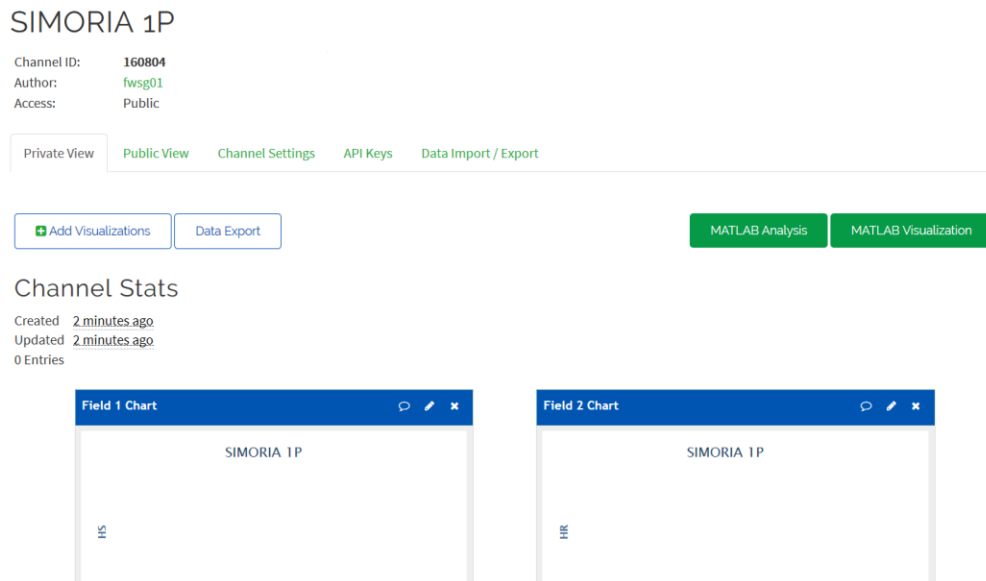 SIMORIA 1P
Channel ID: 160804
Author: fwsg01
Access: Public
Private View Public View Channel Settings API Keys Data Import / Export
Add Visualizations Data Export MATLAB Analysis MATLAB Visualization
Channel Stats
Created 2 minutes ago
Updated 2 minutes ago
0 Entries
Field 1 Chart Field 2 Chart
SIMORIA 1P SIMORIA 1P
HS HR